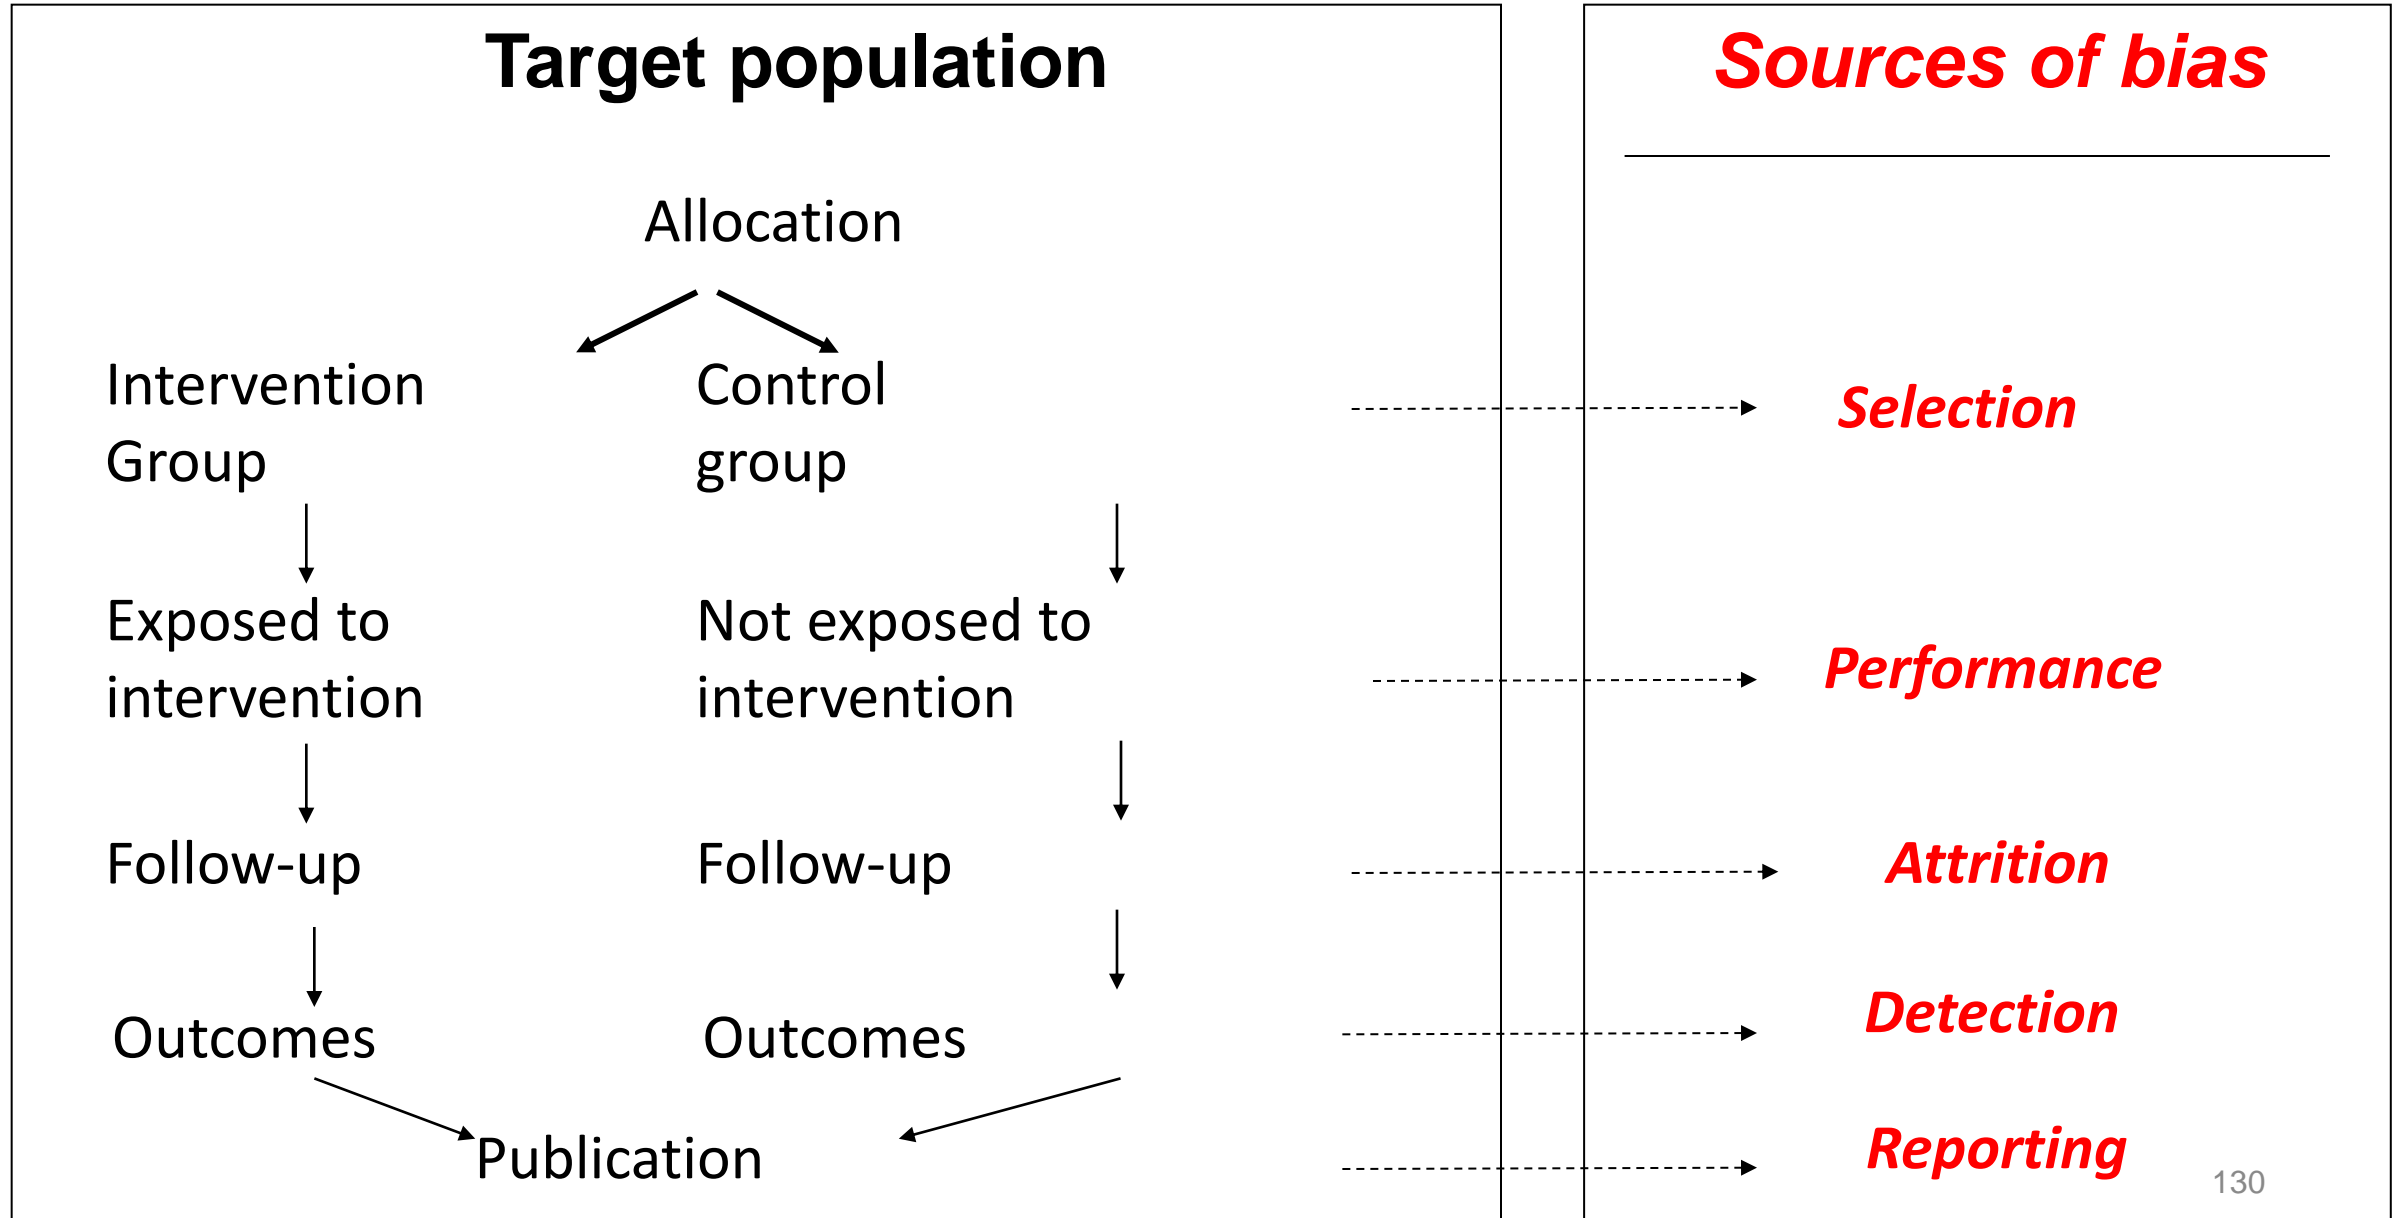 Target population
Sources of bias
Allocation
Intervention Control
Group group
Selection
Exposed to Not exposed to
intervention intervention
Performance
Follow-up Follow-up
Attrition
Outcomes Outcomes
Detection
Publication
Reporting
130